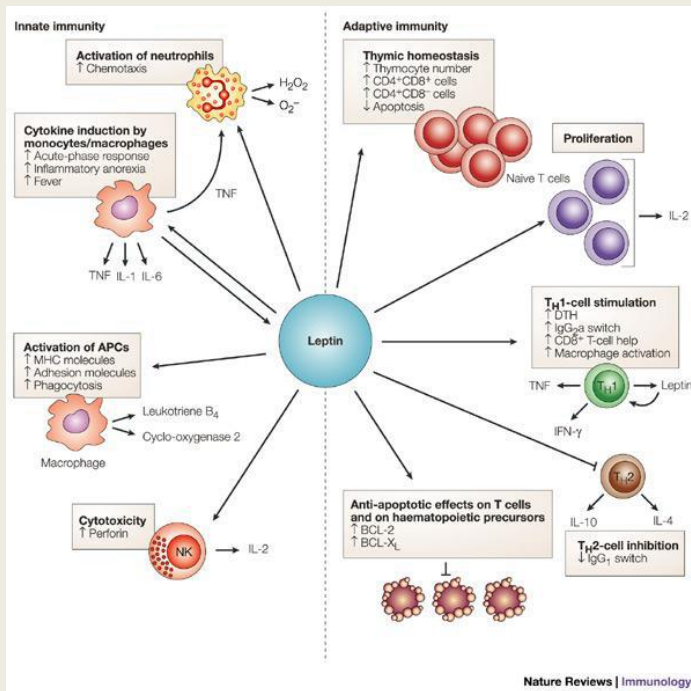 Innate immunity
Activation of neutrophils
↑ Chemotaxis
H₂O₂
O₂⁻
Cytokine induction by
monocytes/macrophages
↑ Acute-phase response
↑ Inflammatory anorexia
↑ Fever
TNF
TNF IL-1 IL-6
Activation of APCs
↑ MHC molecules
↑ Adhesion molecules
↑ Phagocytosis
Leukotriene B₄
Cyclo-oxygenase 2
Macrophage
Cytotoxicity
↑ Perforin
NK
IL-2
Leptin
Adaptive immunity
Thymic homeostasis
↑ Thymocyte number
↑ CD4⁺CD8⁺ cells
↑ CD4⁺CD8⁻ cells
↓ Apoptosis
Naive T cells
Proliferation
IL-2
T_H1-cell stimulation
↑ DTH
↑ IgG₂a switch
↑ CD8⁺ T-cell help
↑ Macrophage activation
TNF
T_H1
Leptin
IFN-γ
T_H2
IL-10
IL-4
T_H2-cell inhibition
↓ IgG₁ switch
Anti-apoptotic effects on T cells
and on haematopoietic precursors
↑ BCL-2
↑ BCL-X_L
Nature Reviews | Immunology